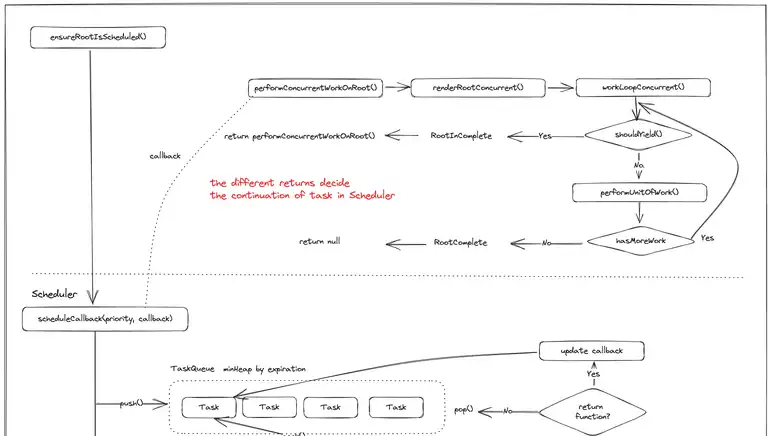 ensureRootIsScheduled()
performConcurrentWorkOnRoot()
renderRootConcurrent()
workLoopConcurrent()
return performConcurrentWorkOnRoot()
RootInComplete
Yes
shouldYield()
callback
No
the different returns decide
the continuation of task in Scheduler
performUnitOfWork()
return null
RootComplete
No
hasMoreWork
Yes
Scheduler
scheduleCallback(priority, callback)
TaskQueue minHeap by expiration
update callback
Yes
push()
Task
Task
Task
Task
pop()
No
return
function?